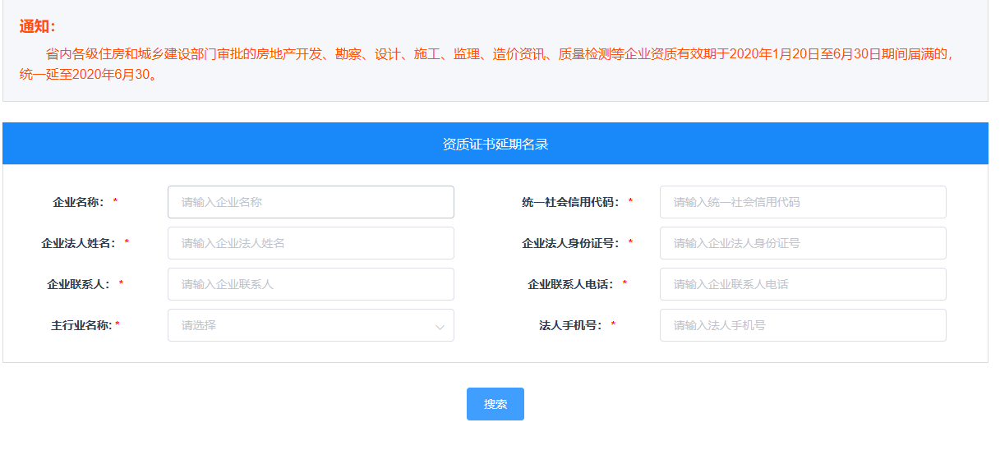 通知：
省内各级住房和城乡建设部门审批的房地产开发、勘察、设计、施工、监理、造价资讯、质量检测等企业资质有效期于2020年1月20日至6月30日期间届满的，
统一延至2020年6月30。
资质证书延期名录
企业名称： * 请输入企业名称 统一社会信用代码： * 请输入统一社会信用代码
企业法人姓名： * 请输入企业法人姓名 企业法人身份证号： * 请输入企业法人身份证号
企业联系人： * 请输入企业联系人 企业联系人电话： * 请输入企业联系人电话
主行业名称: * 请选择 法人手机号： * 请输入法人手机号
搜索